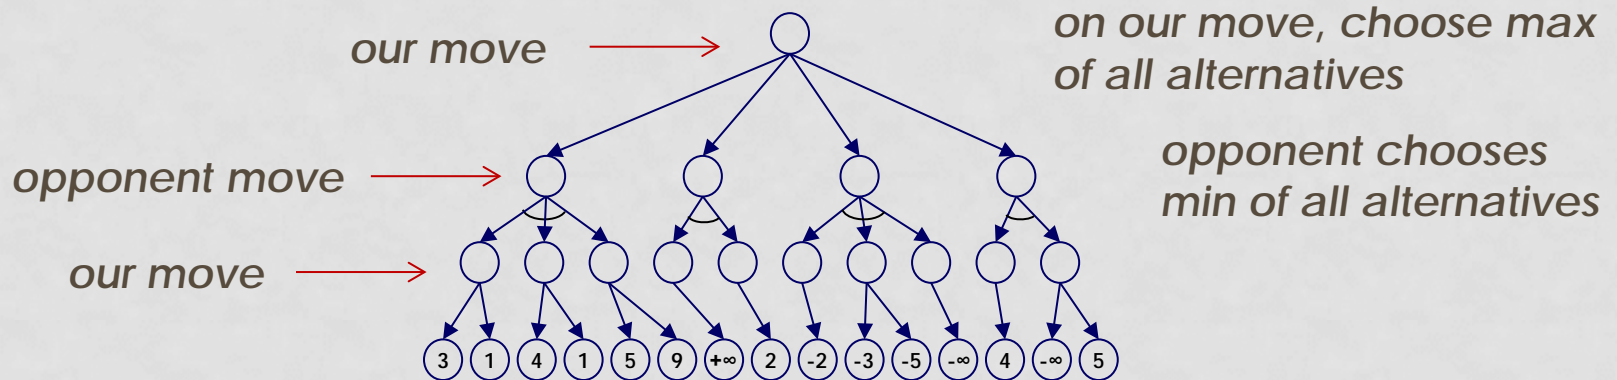 our move
on our move, choose max
of all alternatives
opponent move
opponent chooses
min of all alternatives
our move
3 1 4 1 5 9 +∞ 2 -2 -3 -5 -∞ 4 -∞ 5